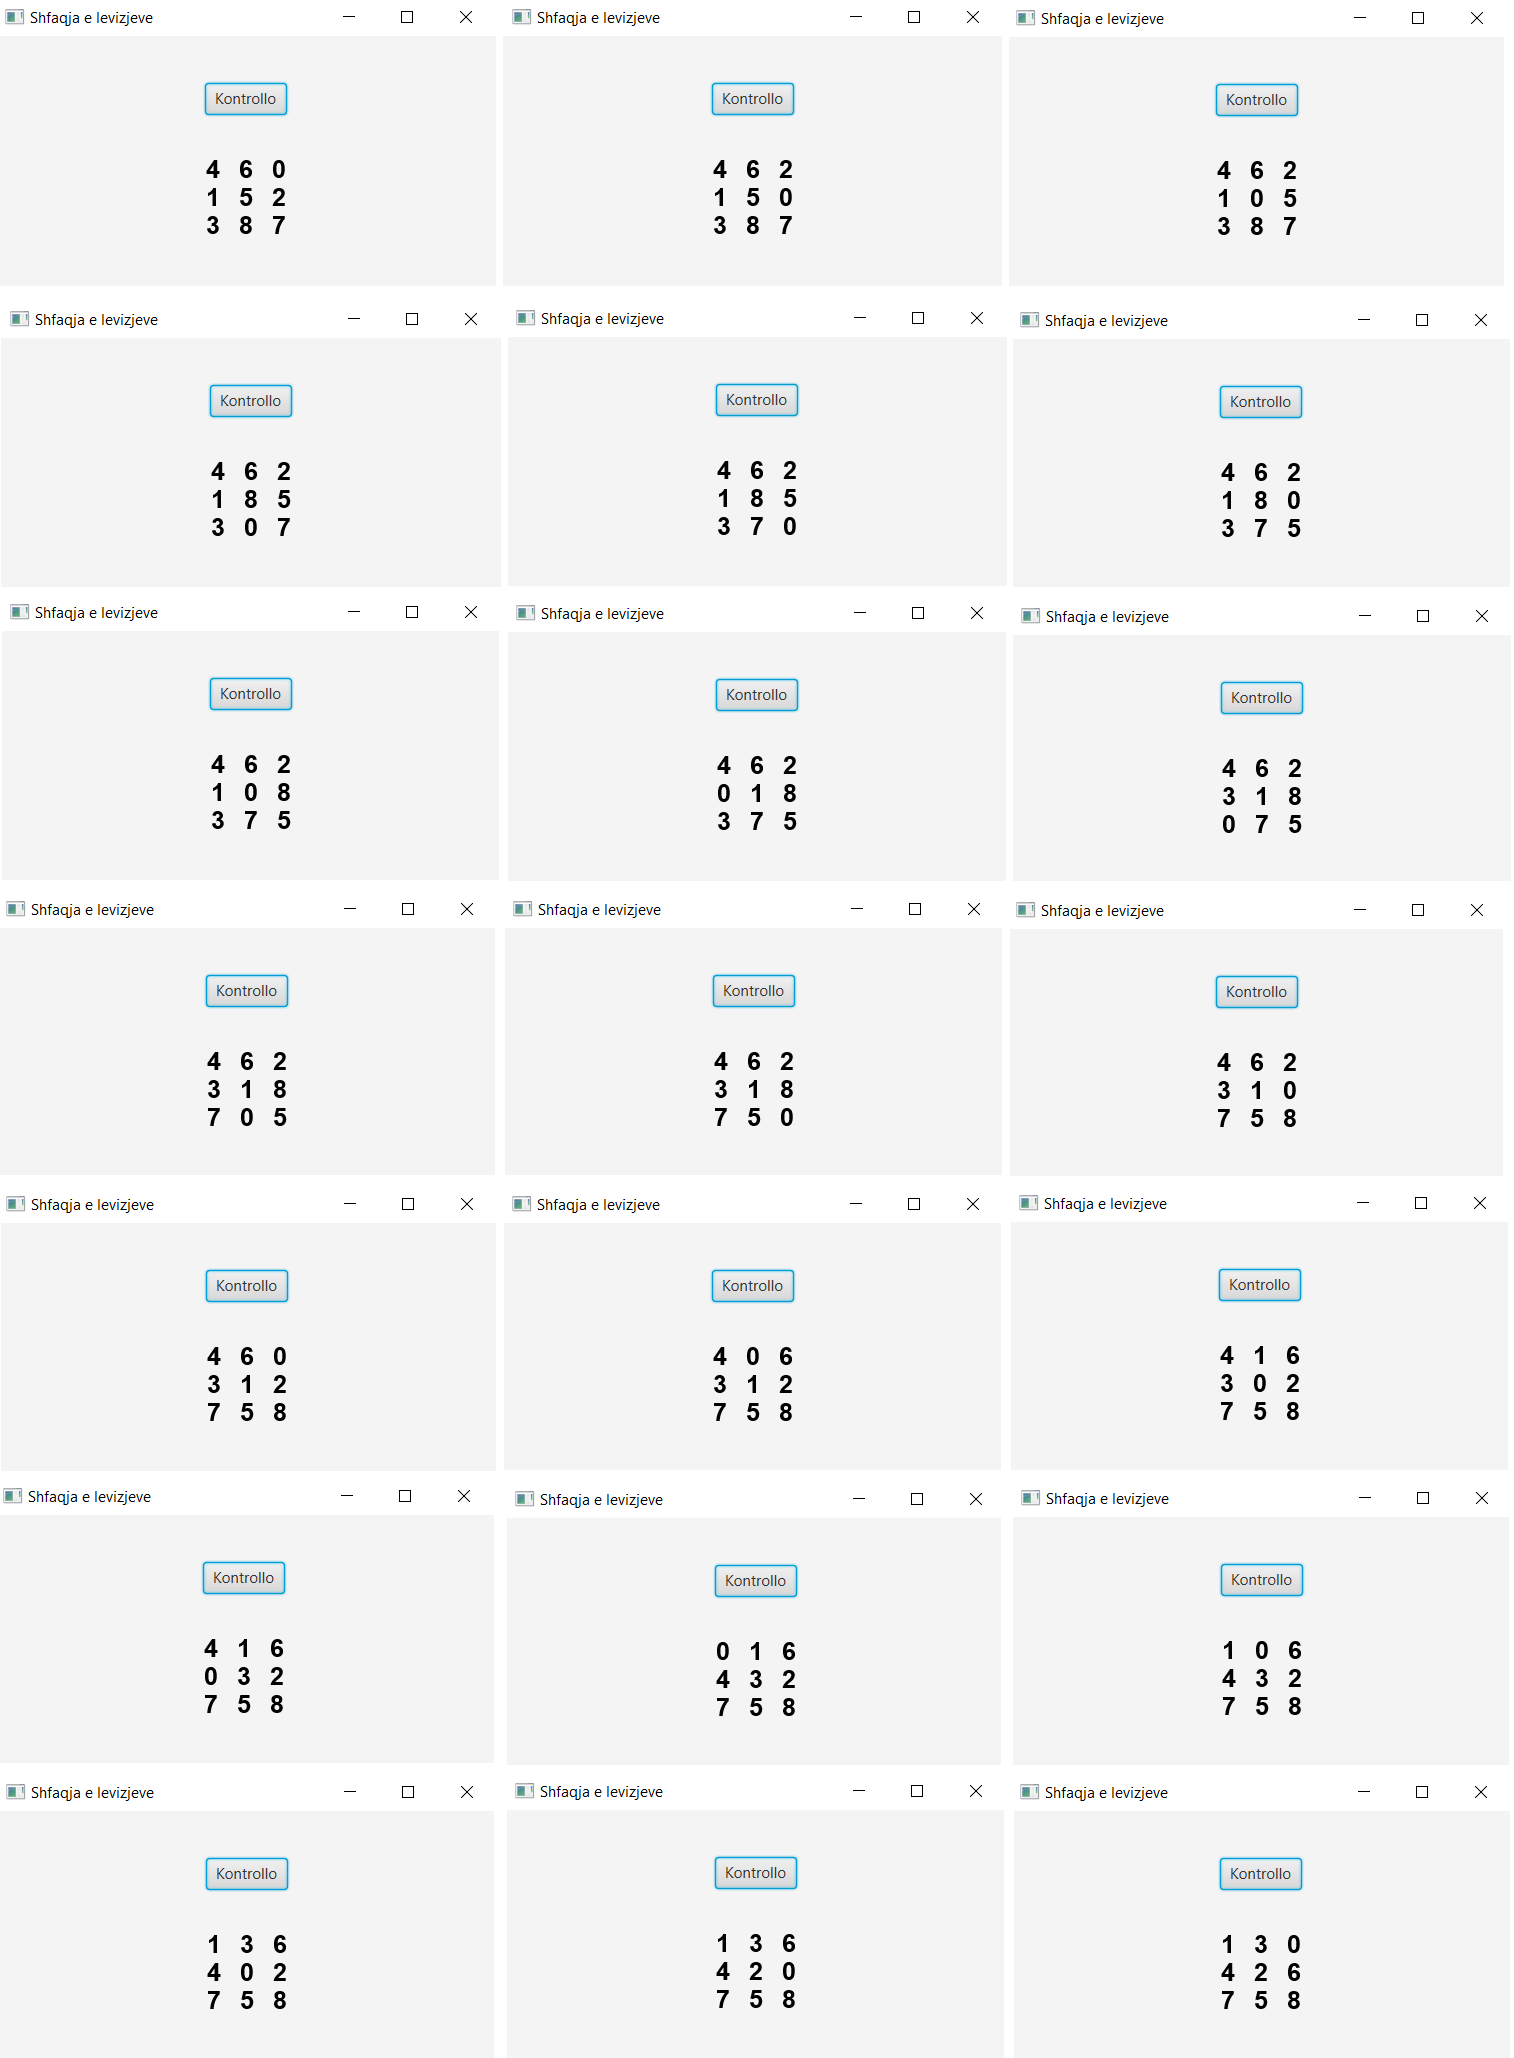 Shfaqja e levizjeve
Kontrollo
4 6 0
1 5 2
3 8 7
Shfaqja e levizjeve
Kontrollo
4 6 2
1 5 0
3 8 7
Shfaqja e levizjeve
Kontrollo
4 6 2
1 0 5
3 8 7
Shfaqja e levizjeve
Kontrollo
4 6 2
1 8 5
3 0 7
Shfaqja e levizjeve
Kontrollo
4 6 2
1 8 5
3 7 0
Shfaqja e levizjeve
Kontrollo
4 6 2
1 8 0
3 7 5
Shfaqja e levizjeve
Kontrollo
4 6 2
1 0 8
3 7 5
Shfaqja e levizjeve
Kontrollo
4 6 2
0 1 8
3 7 5
Shfaqja e levizjeve
Kontrollo
4 6 2
3 1 8
0 7 5
Shfaqja e levizjeve
Kontrollo
4 6 2
3 1 8
7 0 5
Shfaqja e levizjeve
Kontrollo
4 6 2
3 1 8
7 5 0
Shfaqja e levizjeve
Kontrollo
4 6 2
3 1 0
7 5 8
Shfaqja e levizjeve
Kontrollo
4 6 0
3 1 2
7 5 8
Shfaqja e levizjeve
Kontrollo
4 0 6
3 1 2
7 5 8
Shfaqja e levizjeve
Kontrollo
4 1 6
3 0 2
7 5 8
Shfaqja e levizjeve
Kontrollo
4 1 6
0 3 2
7 5 8
Shfaqja e levizjeve
Kontrollo
0 1 6
4 3 2
7 5 8
Shfaqja e levizjeve
Kontrollo
1 0 6
4 3 2
7 5 8
Shfaqja e levizjeve
Kontrollo
1 3 6
4 0 2
7 5 8
Shfaqja e levizjeve
Kontrollo
1 3 6
4 2 0
7 5 8
Shfaqja e levizjeve
Kontrollo
1 3 0
4 2 6
7 5 8